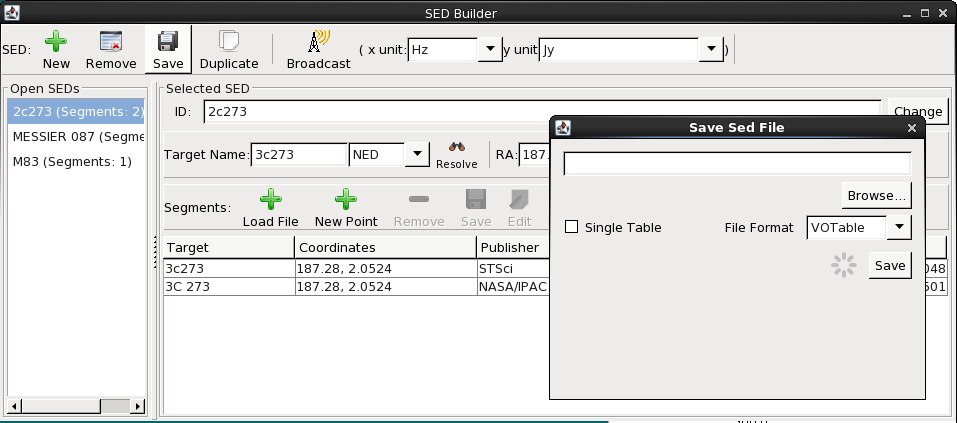 SED Builder
SED: New Remove Save Duplicate Broadcast ( x unit: Hz y unit Jy )
Open SEDs
2c273 (Segments: 2)
MESSIER 087 (Segme
M83 (Segments: 1)
Selected SED
ID: 2c273 Change
Target Name: 3c273 NED Resolve RA: 187.
Segments: Load File New Point Remove Save Edit
Target Coordinates Publisher
3c273 187.28, 2.0524 STSci 048
3C 273 187.28, 2.0524 NASA/IPAC 501
Save Sed File
Browse...
Single Table File Format VOTable
Save